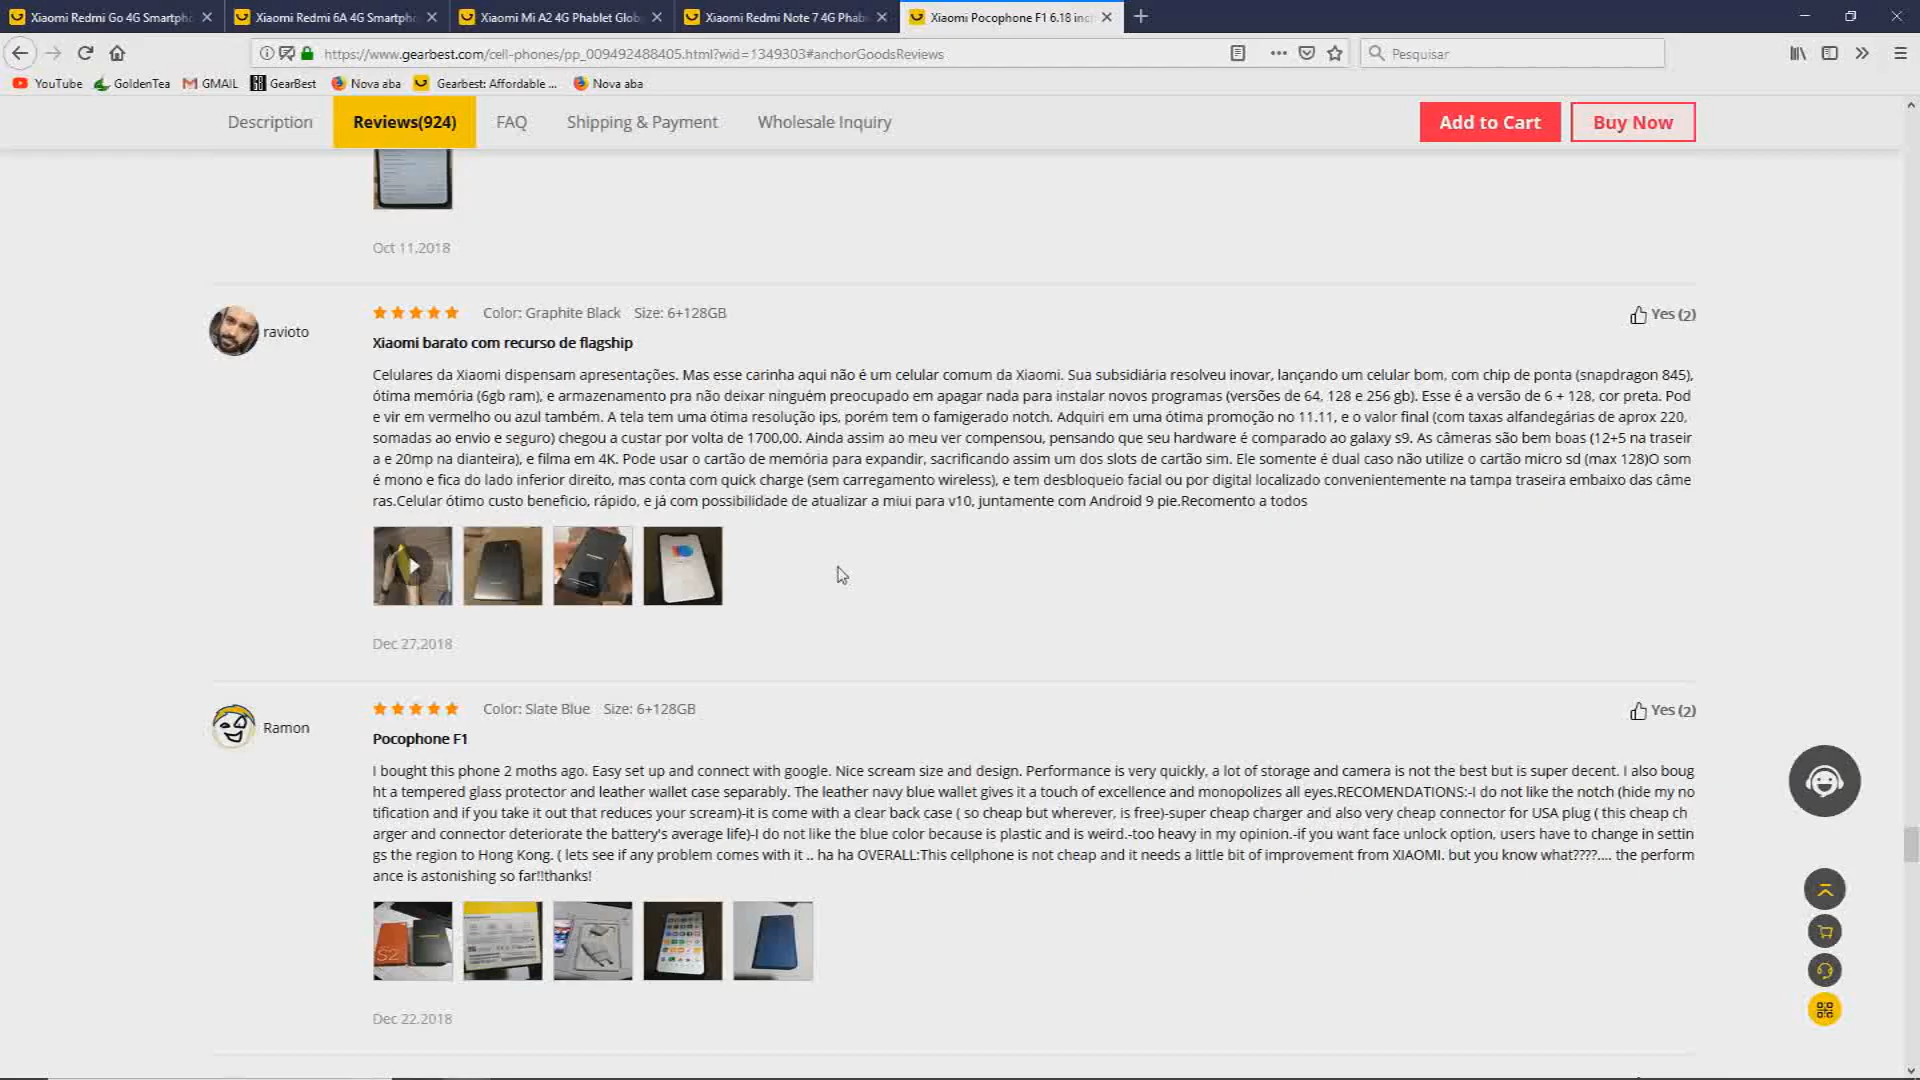 Xiaomi Redmi Go 4G Smartph
Xiaomi Redmi 6A 4G Smartpho
Xiaomi Mi A2 4G Phablet Glob
Xiaomi Redmi Note 7 4G Phab
Xiaomi Pocophone F1 6.18 inc
https://www.gearbest.com/cell-phones/pp_009492488405.html?wid=1349303#anchorGoodsReviews
Pesquisar
YouTube
GoldenTea
GMAIL
GearBest
Nova aba
Gearbest: Affordable ...
Nova aba
Description
Reviews(924)
FAQ
Shipping & Payment
Wholesale Inquiry
Add to Cart
Buy Now
Oct 11,2018
ravioto
Color: Graphite Black Size: 6+128GB
Yes (2)
Xiaomi barato com recurso de flagship
Celulares da Xiaomi dispensam apresentações. Mas esse carinha aqui não é um celular comum da Xiaomi. Sua subsidiária resolveu inovar, lançando um celular bom, com chip de ponta (snapdragon 845),
ótima memória (6gb ram), e armazenamento pra não deixar ninguém preocupado em apagar nada para instalar novos programas (versões de 64, 128 e 256 gb). Esse é a versão de 6 + 128, cor preta. Pod
e vir em vermelho ou azul também. A tela tem uma ótima resolução ips, porém tem o famigerado notch. Adquiri em uma ótima promoção no 11.11, e o valor final (com taxas alfandegárias de aprox 220,
somadas ao envio e seguro) chegou a custar por volta de 1700,00. Ainda assim ao meu ver compensou, pensando que seu hardware é comparado ao galaxy s9. As câmeras são bem boas (12+5 na traseir
a e 20mp na dianteira), e filma em 4K. Pode usar o cartão de memória para expandir, sacrificando assim um dos slots de cartão sim. Ele somente é dual caso não utilize o cartão micro sd (max 128)O som
é mono e fica do lado inferior direito, mas conta com quick charge (sem carregamento wireless), e tem desbloqueio facial ou por digital localizado convenientemente na tampa traseira embaixo das câme
ras.Celular ótimo custo beneficio, rápido, e já com possibilidade de atualizar a miui para v10, juntamente com Android 9 pie.Recomento a todos
Dec 27,2018
Ramon
Color: Slate Blue Size: 6+128GB
Yes (2)
Pocophone F1
I bought this phone 2 moths ago. Easy set up and connect with google. Nice scream size and design. Performance is very quickly, a lot of storage and camera is not the best but is super decent. I also boug
ht a tempered glass protector and leather wallet case separably. The leather navy blue wallet gives it a touch of excellence and monopolizes all eyes.RECOMENDATIONS:-I do not like the notch (hide my no
tification and if you take it out that reduces your scream)-it is come with a clear back case ( so cheap but wherever, is free)-super cheap charger and also very cheap connector for USA plug ( this cheap ch
arger and connector deteriorate the battery's average life)-I do not like the blue color because is plastic and is weird.-too heavy in my opinion.-if you want face unlock option, users have to change in settin
gs the region to Hong Kong. ( lets see if any problem comes with it .. ha ha OVERALL:This cellphone is not cheap and it needs a little bit of improvement from XIAOMI. but you know what????.... the perform
ance is astonishing so far!!thanks!
S2
Dec 22,2018